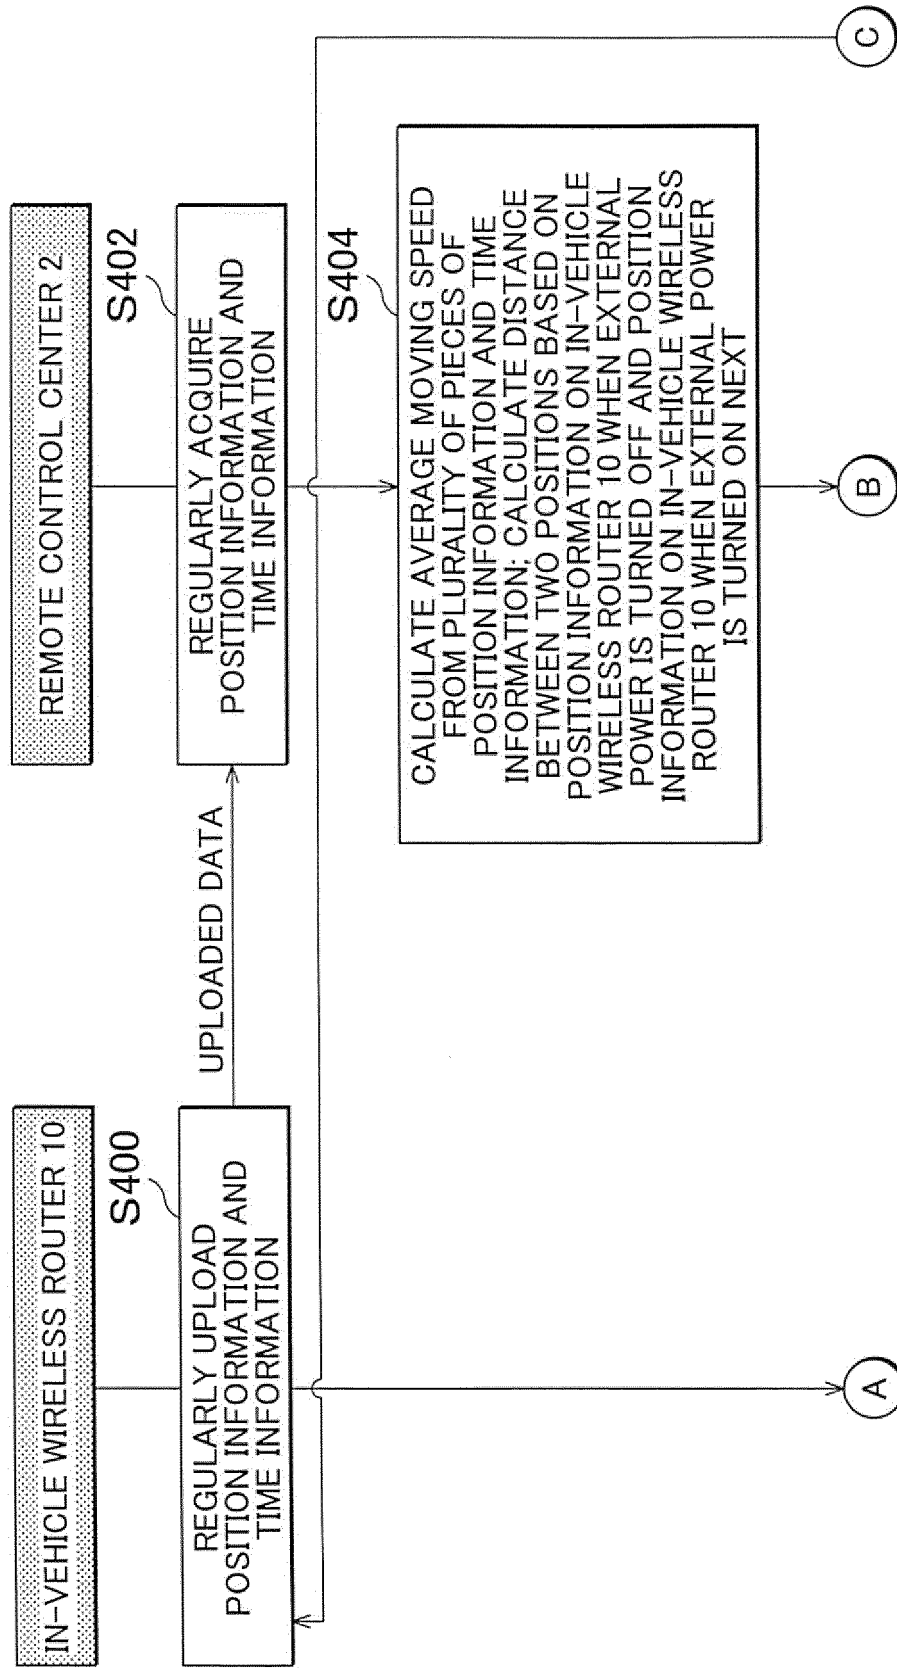 IN-VEHICLE WIRELESS ROUTER 10
REMOTE CONTROL CENTER 2
S400
REGULARLY UPLOAD
POSITION INFORMATION AND
TIME INFORMATION
UPLOADED DATA
S402
REGULARLY ACQUIRE
POSITION INFORMATION AND
TIME INFORMATION
S404
CALCULATE AVERAGE MOVING SPEED
FROM PLURALITY OF PIECES OF
POSITION INFORMATION AND TIME
INFORMATION; CALCULATE DISTANCE
BETWEEN TWO POSITIONS BASED ON
POSITION INFORMATION ON IN-VEHICLE
WIRELESS ROUTER 10 WHEN EXTERNAL
POWER IS TURNED OFF AND POSITION
INFORMATION ON IN-VEHICLE WIRELESS
ROUTER 10 WHEN EXTERNAL POWER
IS TURNED ON NEXT
A
B
C